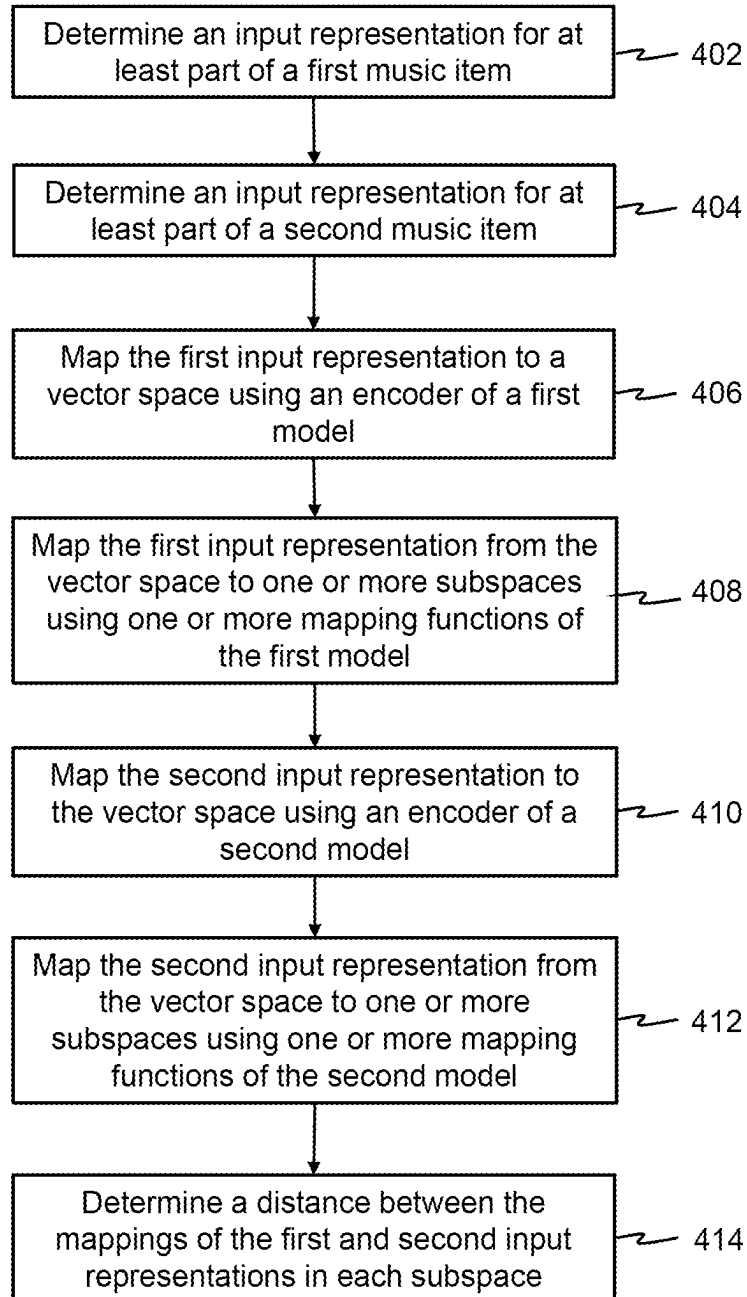 Determine an input representation for at
least part of a first music item
402
Determine an input representation for at
least part of a second music item
404
Map the first input representation to a
vector space using an encoder of a first
model
406
Map the first input representation from the
vector space to one or more subspaces
using one or more mapping functions of
the first model
408
Map the second input representation to
the vector space using an encoder of a
second model
410
Map the second input representation from
the vector space to one or more
subspaces using one or more mapping
functions of the second model
412
Determine a distance between the
mappings of the first and second input
representations in each subspace
414